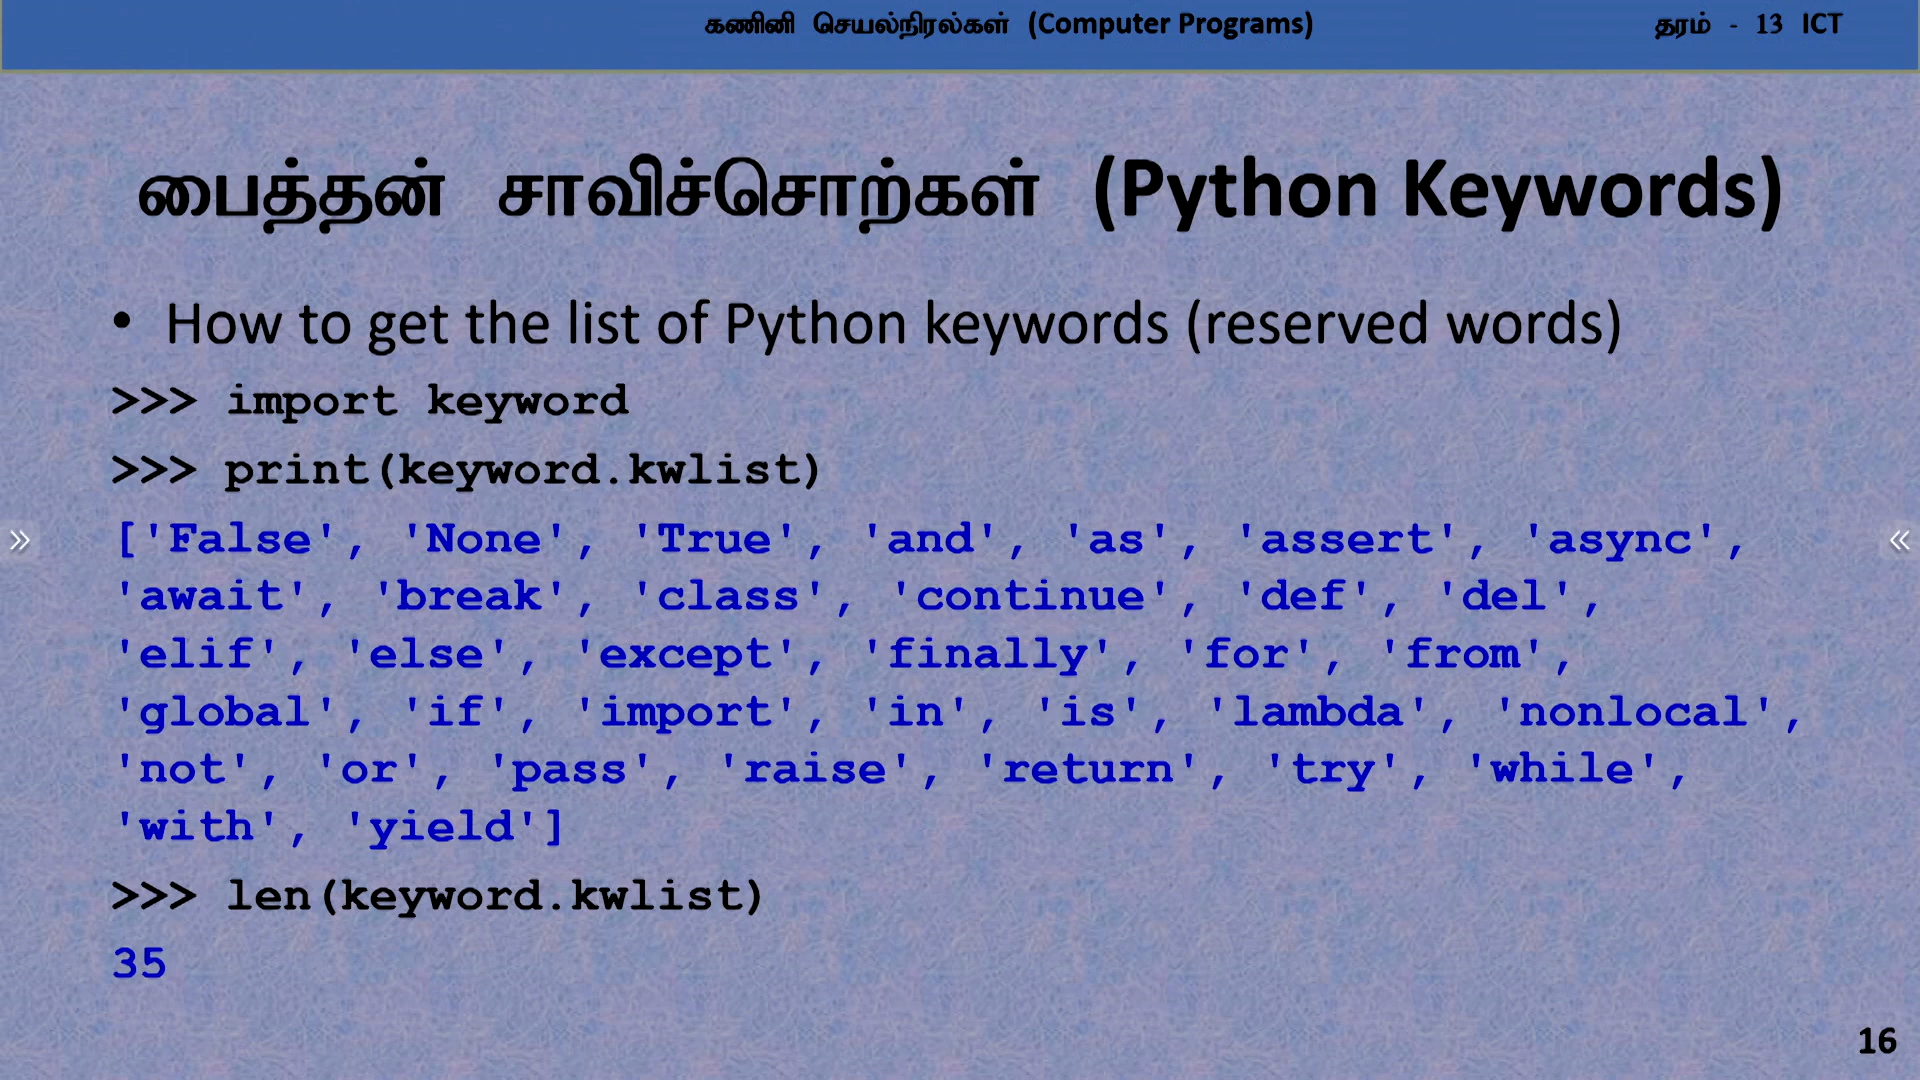 கணினி செயல்நிரல்கள் (Computer Programs)
தரம் - 13 ICT
பைத்தன் சாவிச்சொற்கள் (Python Keywords)
• How to get the list of Python keywords (reserved words)
>>> import keyword
>>> print(keyword.kwlist)
['False', 'None', 'True', 'and', 'as', 'assert', 'async',
'await', 'break', 'class', 'continue', 'def', 'del',
'elif', 'else', 'except', 'finally', 'for', 'from',
'global', 'if', 'import', 'in', 'is', 'lambda', 'nonlocal',
'not', 'or', 'pass', 'raise', 'return', 'try', 'while',
'with', 'yield']
>>> len(keyword.kwlist)
35
16